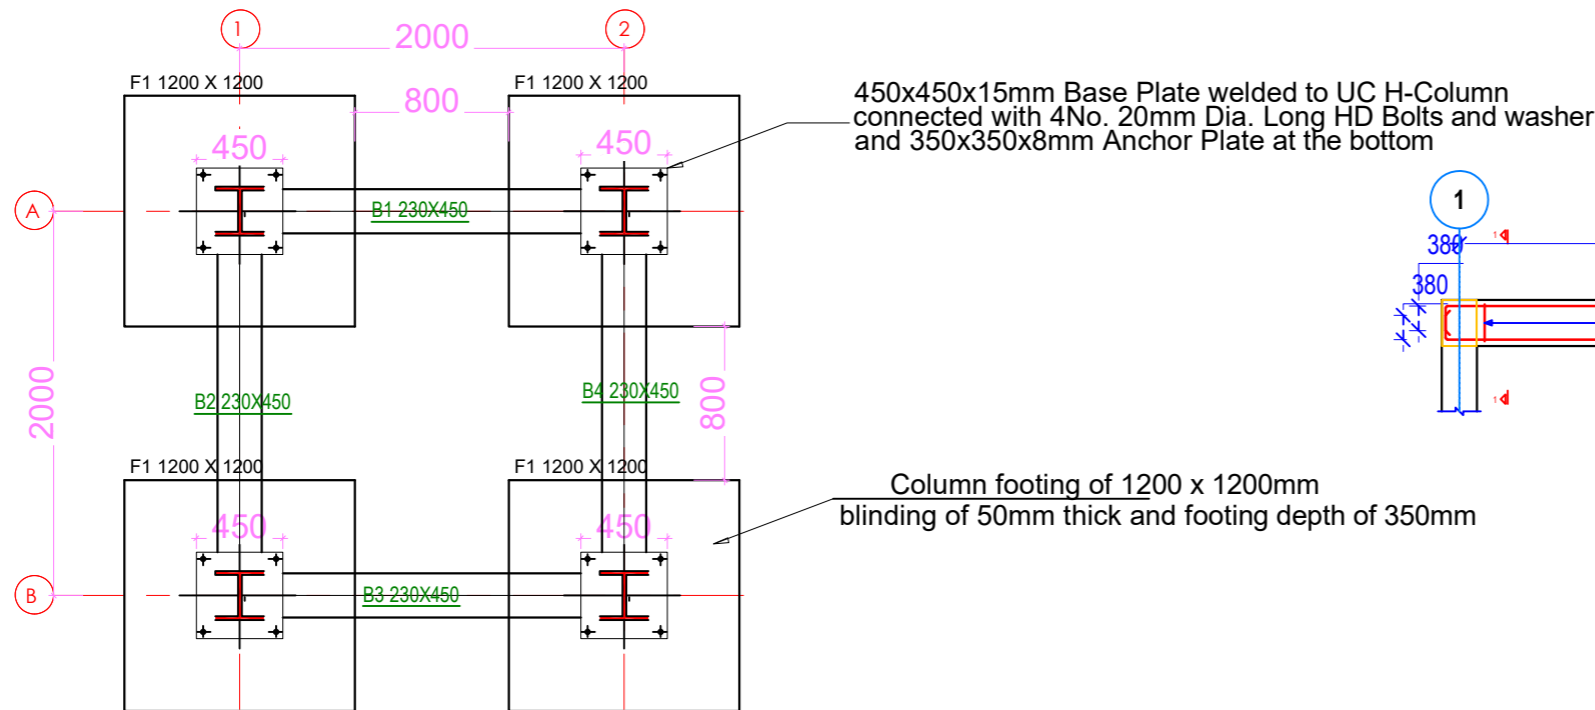 1
2
2000
F1 1200 X 1200
F1 1200 X 1200
800
450
450
450x450x15mm Base Plate welded to UC H-Column
connected with 4No. 20mm Dia. Long HD Bolts and washer
and 350x350x8mm Anchor Plate at the bottom
A
B1 230X450
1
380
380
1
1
2000
B2 230X450
B4 230X450
800
F1 1200 X 1200
F1 1200 X 1200
Column footing of 1200 x 1200mm
blinding of 50mm thick and footing depth of 350mm
450
450
B
B3 230X450